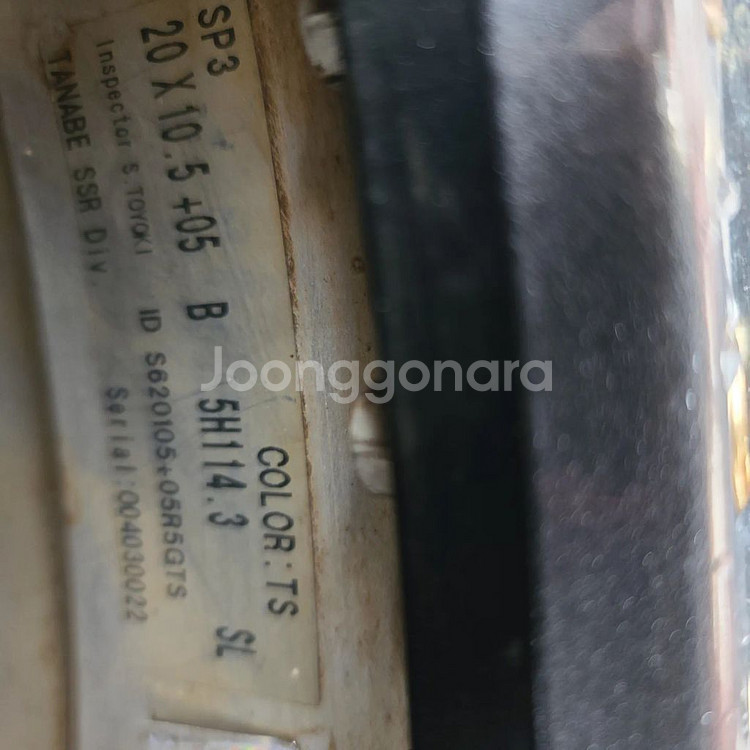 SP3 COLOR:TS
20 X 10.5 +05 B 5H114.3 SL
Inspector S.TOYOKI ID S620105+05R5GTS
TANABE SSR Div. Serial:004030022
Joonggonara